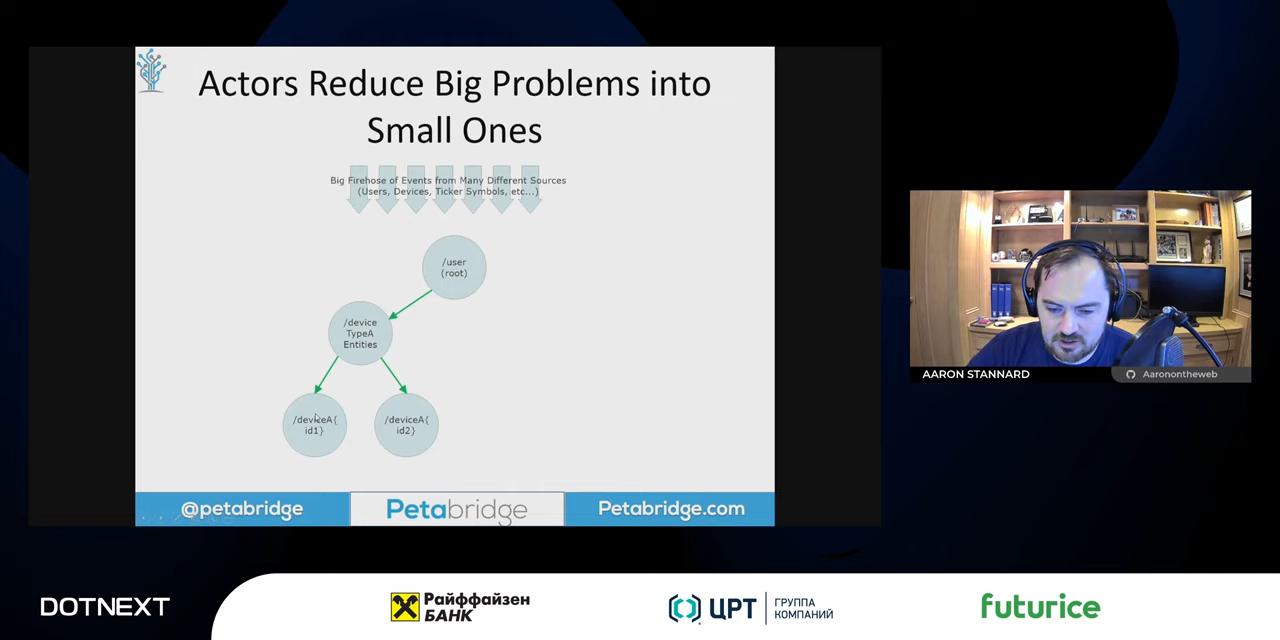 Actors Reduce Big Problems into
Small Ones
Big Firehose of Events from Many Different Sources
(Users, Devices, Ticker Symbols, etc...)
/user
(root)
/device
TypeA
Entities
/deviceA{
id1}
/deviceA{
id2}
@petabridge
Petabridge
Petabridge.com
AARON STANNARD
Aaronontheweb
DOTNEXT
Райффайзен
БАНК
ЦРТ
ГРУППА
КОМПАНИЙ
futurice